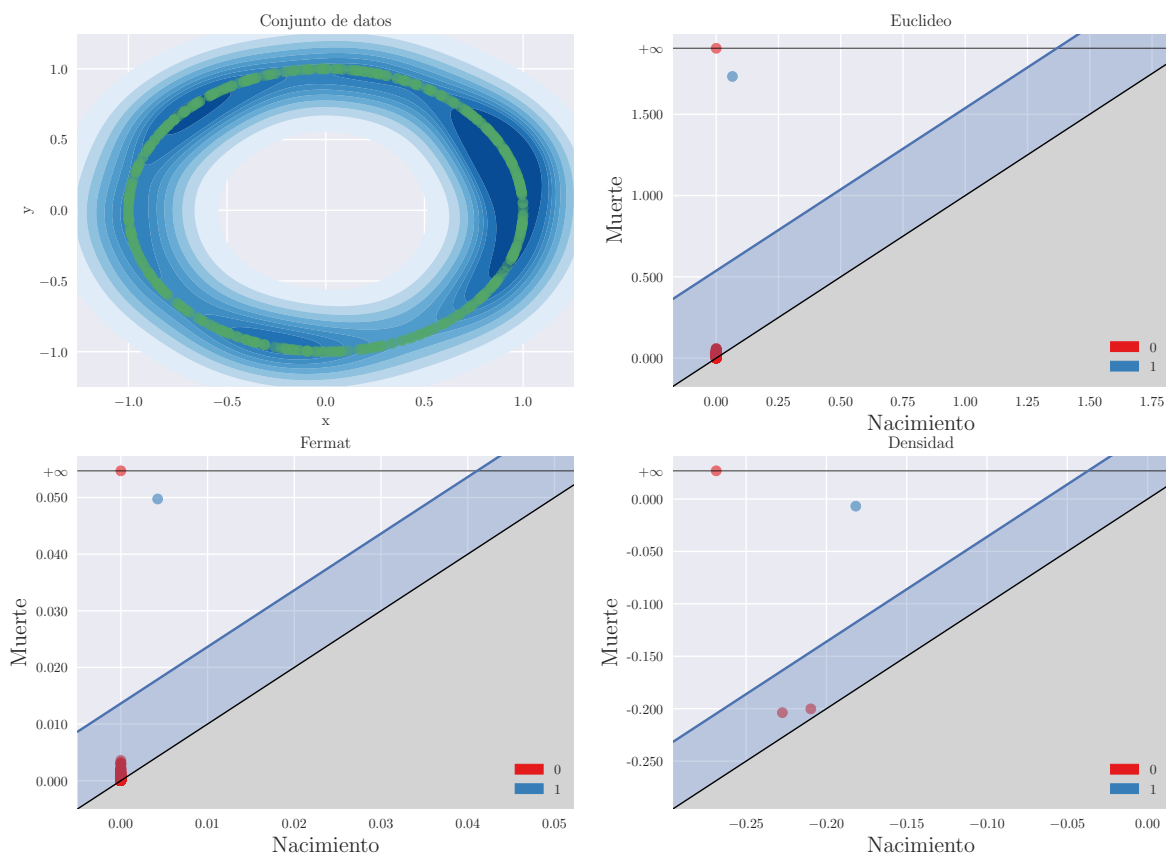 Conjunto de datos
1.0
0.5
0.0
−0.5
−1.0
y
−1.0 −0.5 0.0 0.5 1.0
x
Euclideo
+∞
1.500
1.000
0.500
0.000
Muerte
0
1
0.00 0.25 0.50 0.75 1.00 1.25 1.50 1.75
Nacimiento
Fermat
+∞
0.050
0.040
0.030
0.020
0.010
0.000
Muerte
0
1
0.00 0.01 0.02 0.03 0.04 0.05
Nacimiento
Densidad
+∞
0.000
-0.050
-0.100
-0.150
-0.200
-0.250
Muerte
0
1
−0.25 −0.20 −0.15 −0.10 −0.05 0.00
Nacimiento